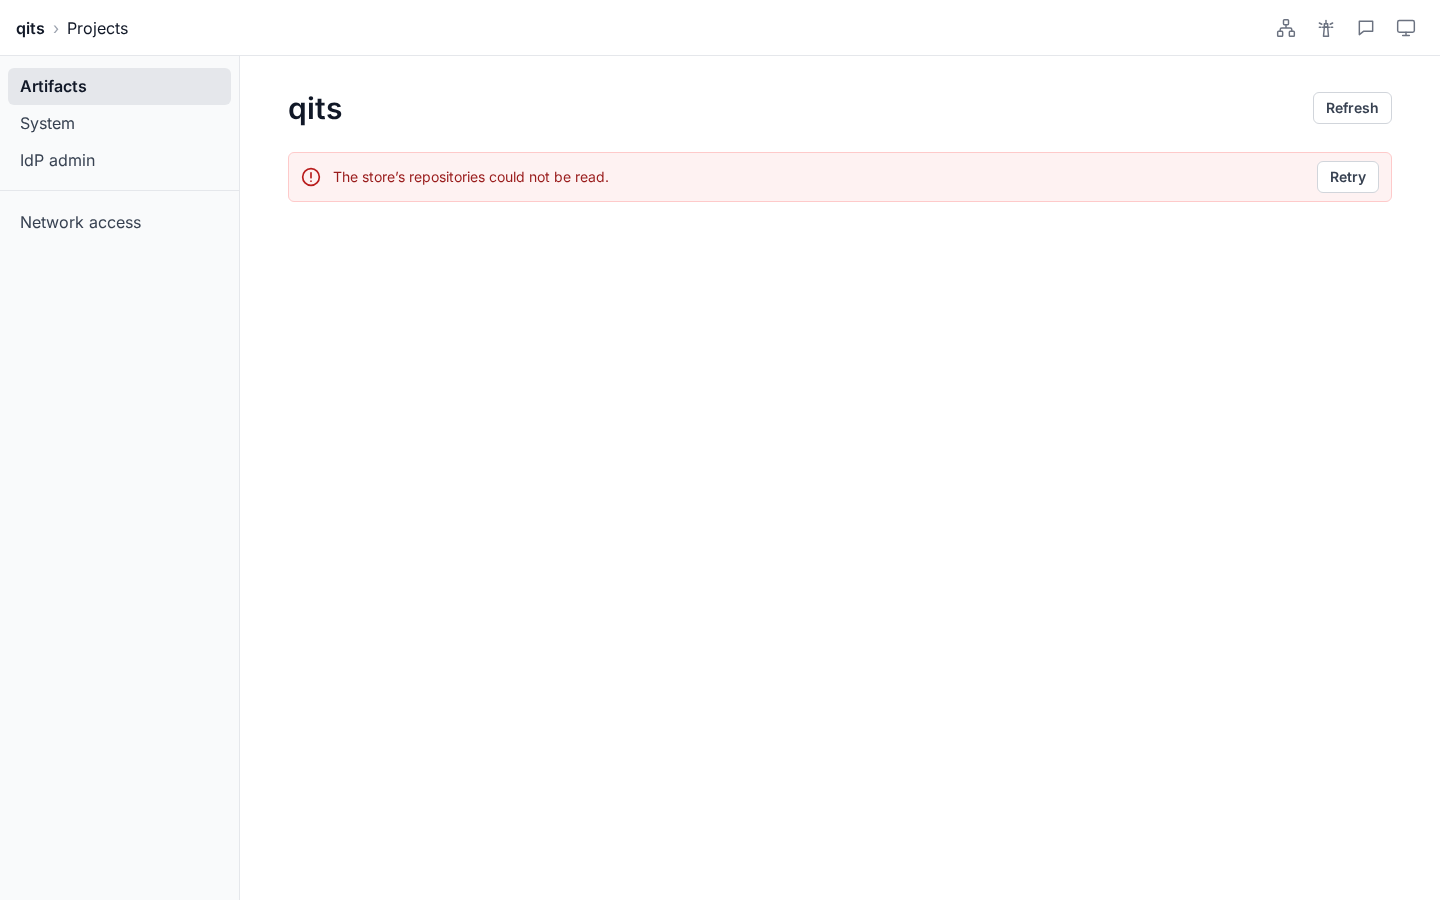 qits › Projects
Artifacts
System
IdP admin
Network access
qits
Refresh
The store’s repositories could not be read.
Retry